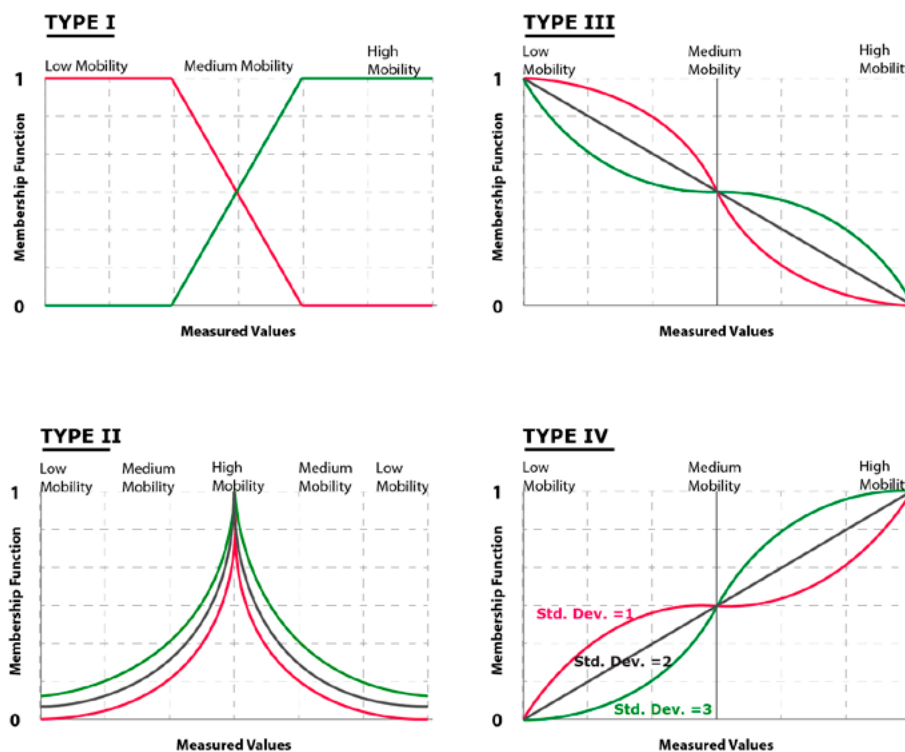 TYPE I
Low Mobility
Medium Mobility
High
Mobility
1
0
Membership Function
Measured Values
TYPE III
Low
Mobility
Medium
Mobility
High
Mobilit
1
0
Membership Function
Measured Values
TYPE II
Low
Mobility
Medium
Mobility
High
Mobility
Medium
Mobility
Low
Mobility
1
0
Membership Function
Measured Values
TYPE IV
Low
Mobility
Medium
Mobility
High
Mobilit
1
0
Membership Function
Std. Dev. =1
Std. Dev. =2
Std. Dev. =3
Measured Values